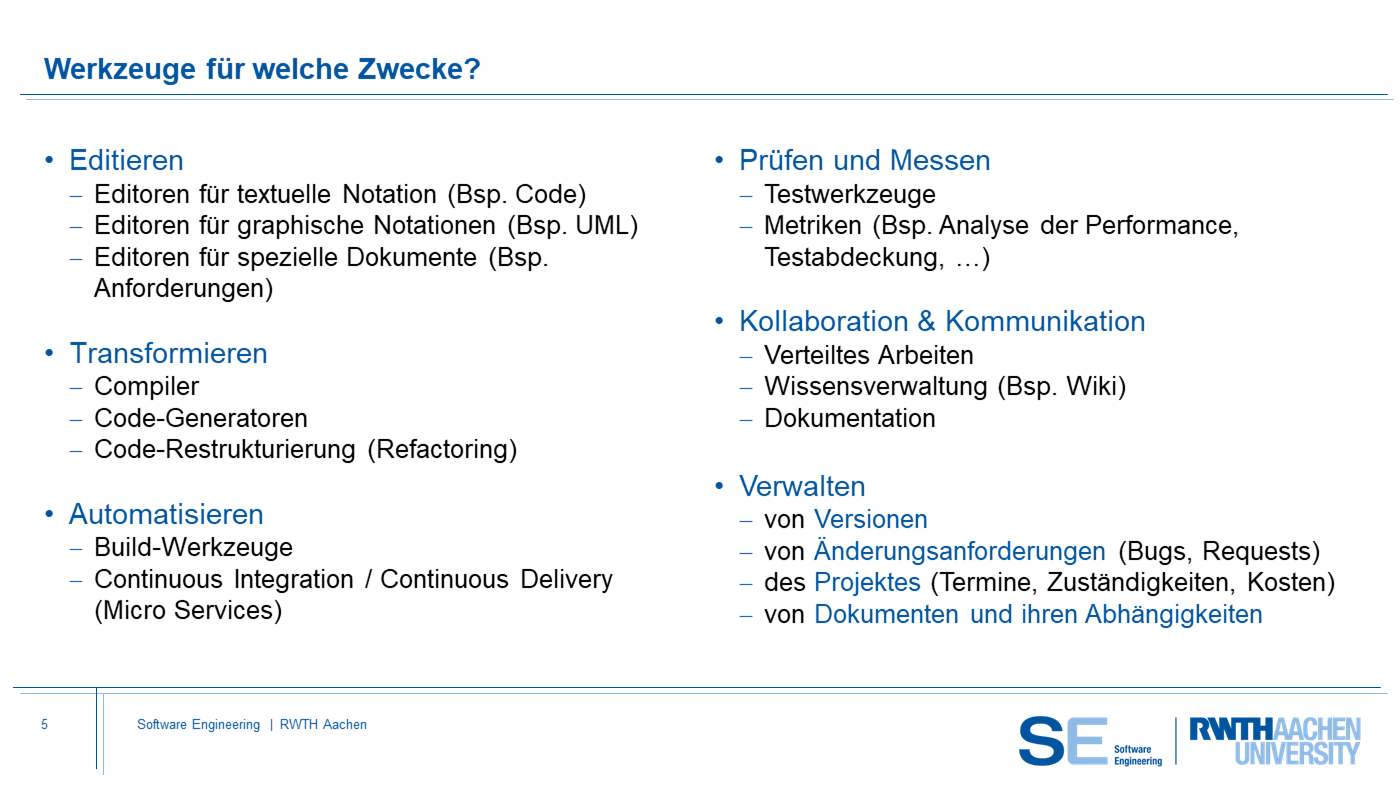 Werkzeuge für welche Zwecke?
• Editieren
– Editoren für textuelle Notation (Bsp. Code)
– Editoren für graphische Notationen (Bsp. UML)
– Editoren für spezielle Dokumente (Bsp.
Anforderungen)
• Transformieren
– Compiler
– Code-Generatoren
– Code-Restrukturierung (Refactoring)
• Automatisieren
– Build-Werkzeuge
– Continuous Integration / Continuous Delivery
(Micro Services)
• Prüfen und Messen
– Testwerkzeuge
– Metriken (Bsp. Analyse der Performance,
Testabdeckung, …)
• Kollaboration & Kommunikation
– Verteiltes Arbeiten
– Wissensverwaltung (Bsp. Wiki)
– Dokumentation
• Verwalten
– von Versionen
– von Änderungsanforderungen (Bugs, Requests)
– des Projektes (Termine, Zuständigkeiten, Kosten)
– von Dokumenten und ihren Abhängigkeiten
5
Software Engineering | RWTH Aachen
SE Software
Engineering
RWTHAACHEN
UNIVERSITY